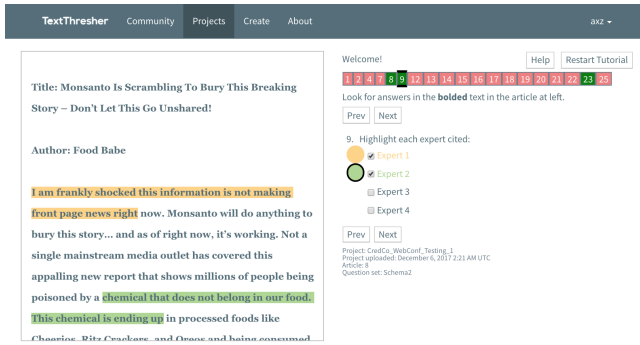 TextThresher Community Projects Create About axz
Welcome! Help Restart Tutorial
1 2 4 7 8 9 12 13 14 15 16 17 18 19 20 21 22 23 25
Look for answers in the bolded text in the article at left.
Prev Next
9. Highlight each expert cited:
Expert 1
Expert 2
Expert 3
Expert 4
Prev Next
Project: CredCo_WebConf_Testing_1
Project uploaded: December 6, 2017 2:21 AM UTC
Article: 8
Question set: Schema2
Title: Monsanto Is Scrambling To Bury This Breaking
Story – Don't Let This Go Unshared!
Author: Food Babe
I am frankly shocked this information is not making
front page news right now. Monsanto will do anything to
bury this story… and as of right now, it's working. Not a
single mainstream media outlet has covered this
appalling new report that shows millions of people being
poisoned by a chemical that does not belong in our food.
This chemical is ending up in processed foods like
Cheerios, Ritz Crackers, and Oreos and being consumed